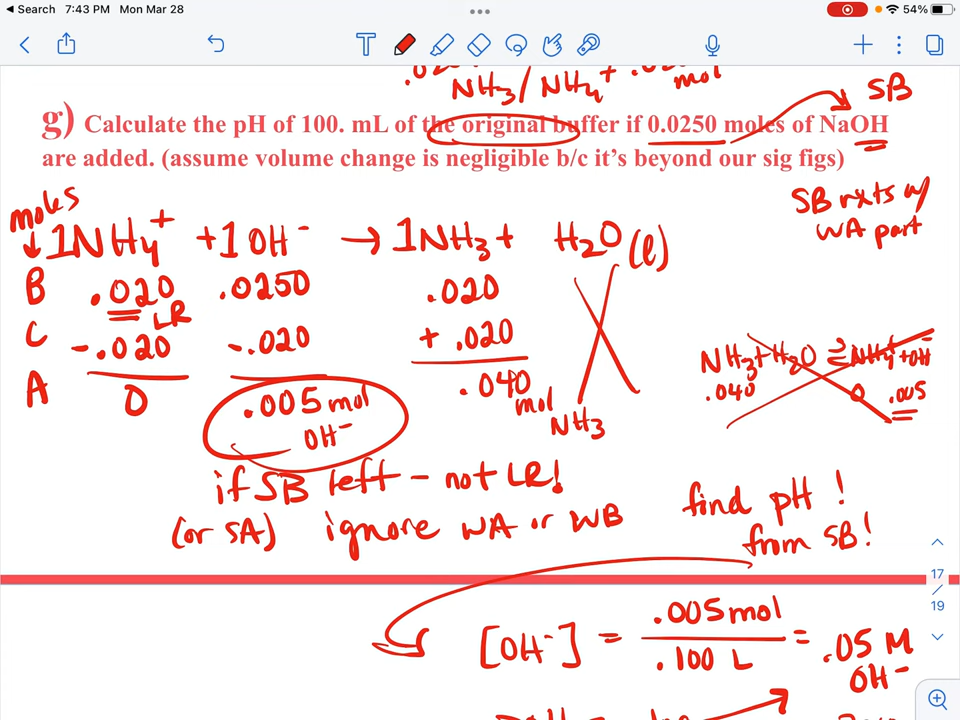 Search 7:43 PM Mon Mar 28 54%
NH3/NH4+ mol
SB
g) Calculate the pH of 100. mL of the original buffer if 0.0250 moles of NaOH
are added. (assume volume change is negligible b/c it's beyond our sig figs)
moles
SB rxts w/
WA part
1NH4+ + 1OH- → 1NH3 + H2O(l)
B .020 .0250 .020
LR
C -.020 -.020 + .020
A 0 .005 mol OH- .040 mol NH3
NH3 + H2O ⇌ NH4+ + OH-
.040 0 .005
if SB left - not LR!
(or SA) ignore WA or WB
find pH!
from SB!
17
/
19
[OH-] = .005 mol / .100 L = .05 M OH-